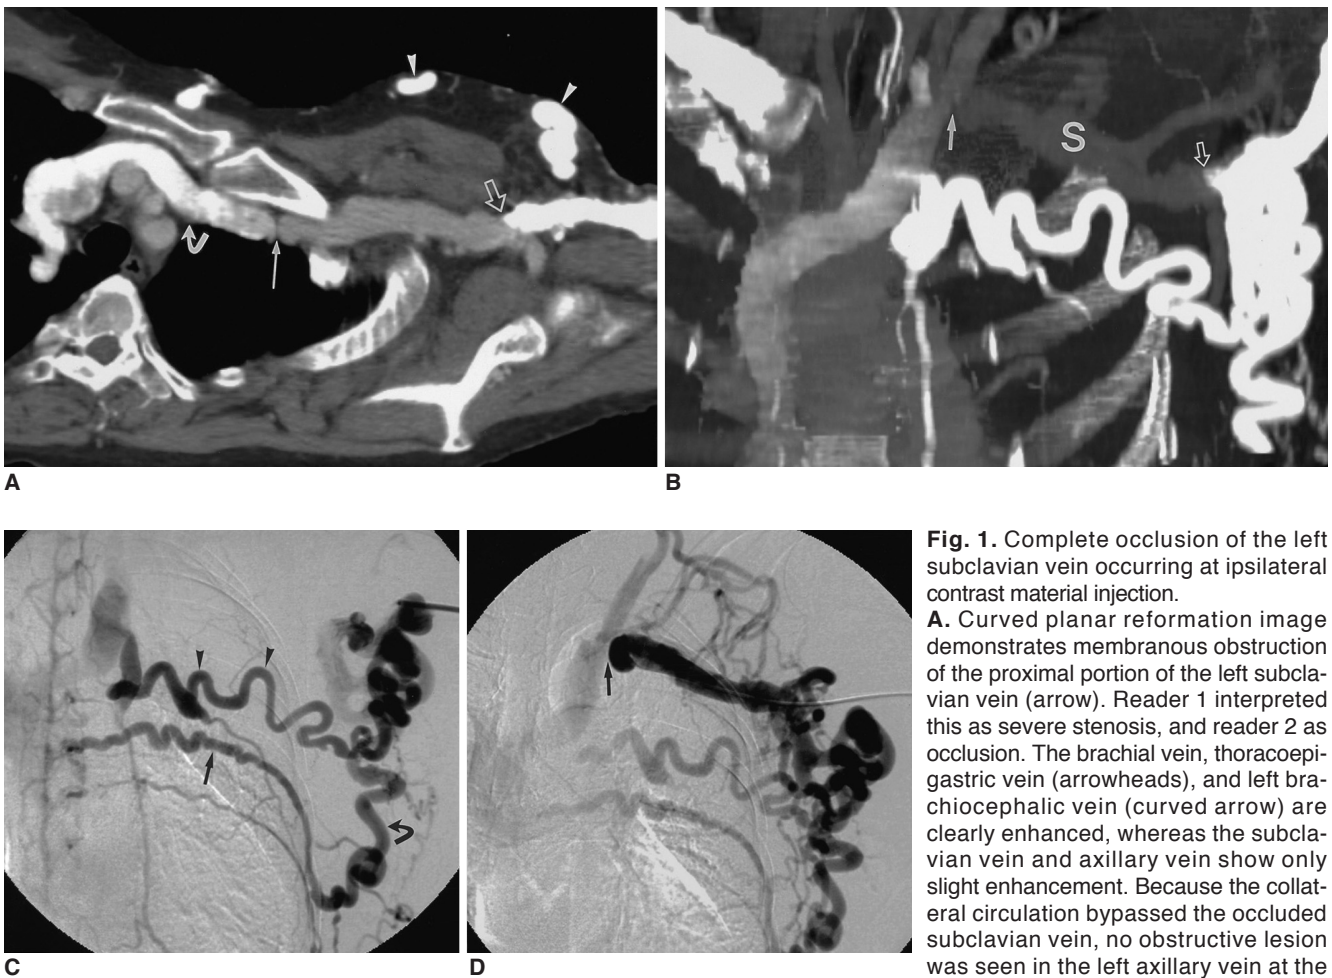 S
A
B
C
D
Fig. 1. Complete occlusion of the left
subclavian vein occurring at ipsilateral
contrast material injection.
A. Curved planar reformation image
demonstrates membranous obstruction
of the proximal portion of the left subcla-
vian vein (arrow). Reader 1 interpreted
this as severe stenosis, and reader 2 as
occlusion. The brachial vein, thoracoepi-
gastric vein (arrowheads), and left bra-
chiocephalic vein (curved arrow) are
clearly enhanced, whereas the subcla-
vian vein and axillary vein show only
slight enhancement. Because the collat-
eral circulation bypassed the occluded
subclavian vein, no obstructive lesion
was seen in the left axillary vein at the